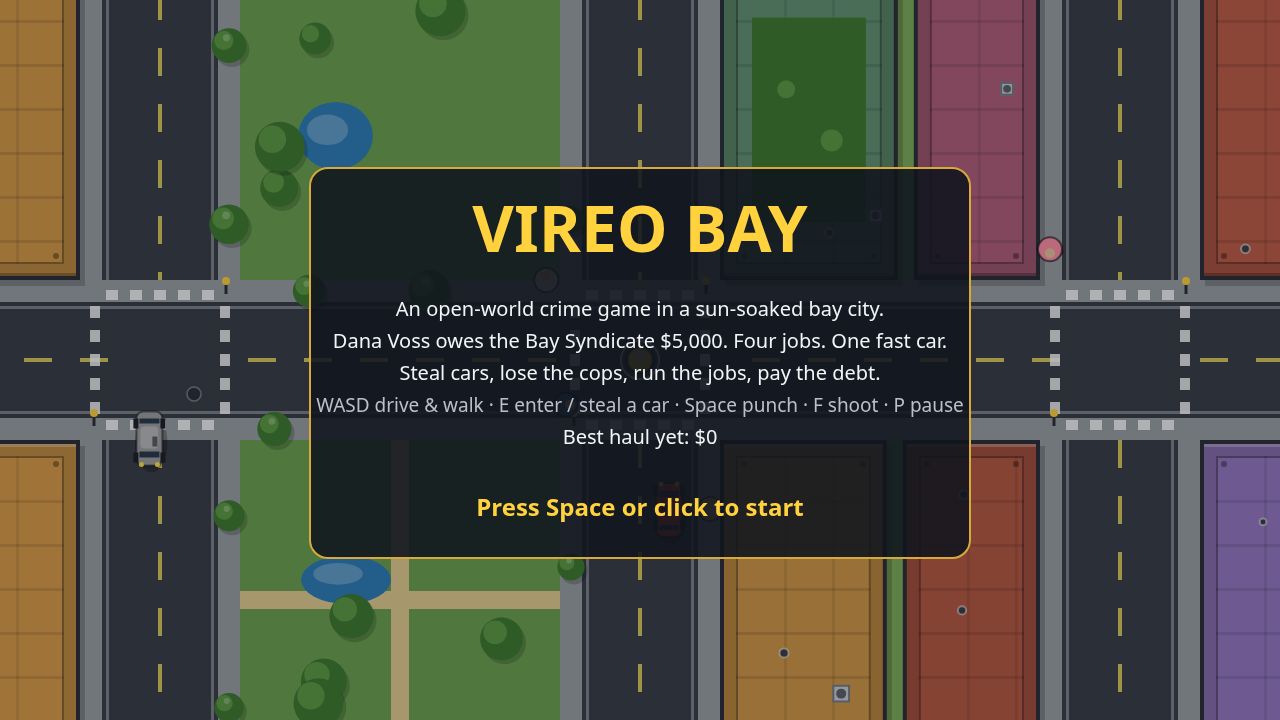 VIREO BAY
An open-world crime game in a sun-soaked bay city.
Dana Voss owes the Bay Syndicate $5,000. Four jobs. One fast car.
Steal cars, lose the cops, run the jobs, pay the debt.
WASD drive & walk · E enter / steal a car · Space punch · F shoot · P pause
Best haul yet: $0
Press Space or click to start